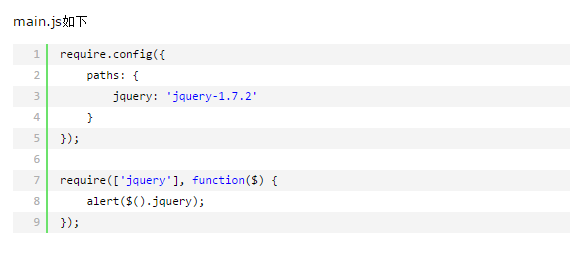 main.js如下
1 require.config({
2     paths: {
3         jquery: 'jquery-1.7.2'
4     }
5 });
6
7 require(['jquery'], function($) {
8     alert($().jquery);
9 });